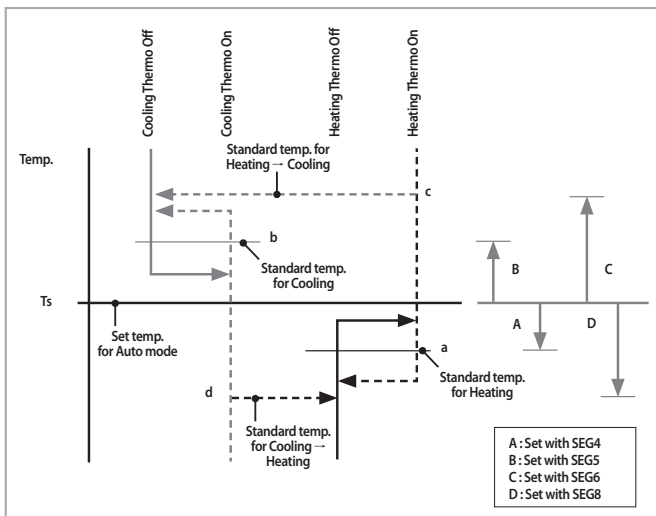 Cooling Thermo Off
Cooling Thermo On
Heating Thermo Off
Heating Thermo On
Temp.
Standard temp. for
Heating → Cooling
c
b
Standard temp.
for Cooling
B
C
Ts
Set temp.
for Auto mode
A
D
a
Standard temp.
for Heating
d
Standard temp.
for Cooling →
Heating
A : Set with SEG4
B : Set with SEG5
C : Set with SEG6
D : Set with SEG8